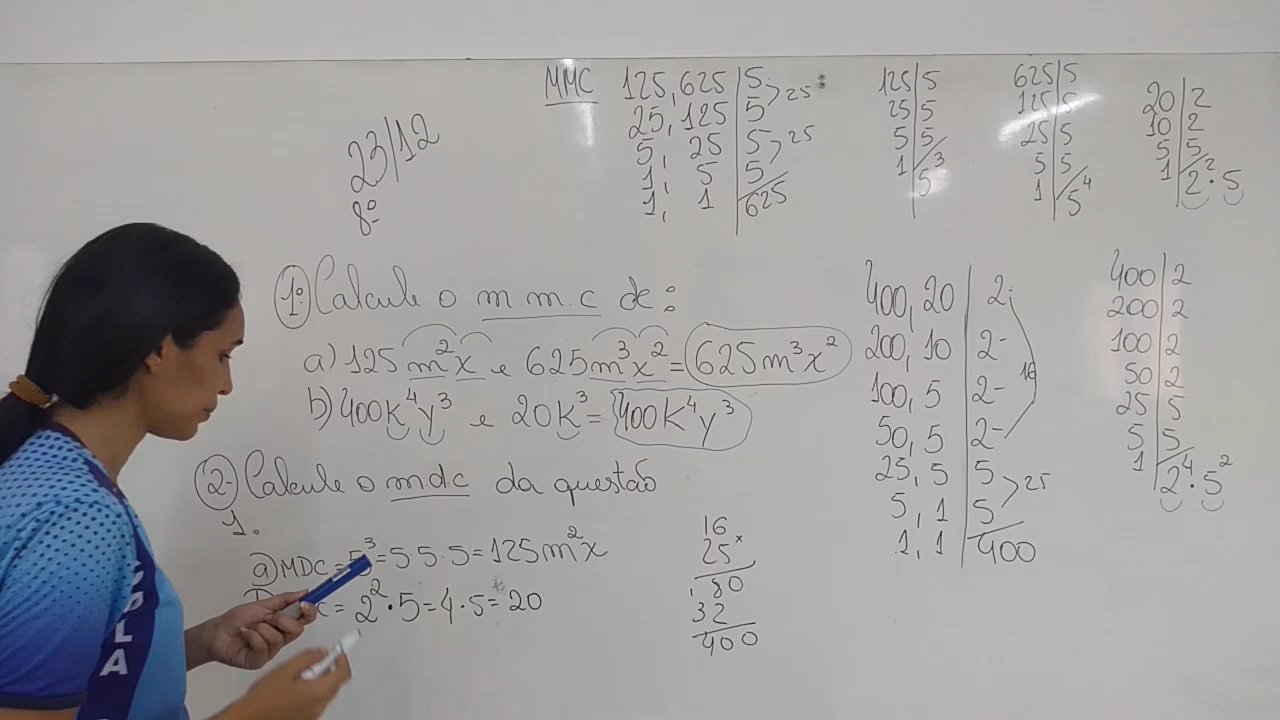 23/12
8º
MMC 125, 625 | 5
25, 125 | 5 > 25
5, 25 | 5
1, 5 | 5 > 25
1, 1 | 625
125 | 5
25 | 5
5 | 5
1 | 5³
625 | 5
125 | 5
25 | 5
5 | 5
1 | 5⁴
20 | 2
10 | 2
5 | 5
1 | 2² · 5
1º) Calcule o m.m.c de:
a) 125 m²x e 625m³x² = 625m³x²
b) 400K⁴y³ e 20K³ = 400K⁴y³
2- Calcule o m.d.c da questão
1.
a) MDC = 5³ = 5·5·5 = 125m²x
= 2² · 5 = 4 · 5 = 20
16
25 x
80
32
400
400, 20 | 2
200, 10 | 2
100, 5 | 2 16
50, 5 | 2
25, 5 | 5
5, 1 | 5 > 25
1, 1 | 400
400 | 2
200 | 2
100 | 2
50 | 2
25 | 5
5 | 5
1 | 2⁴ · 5²